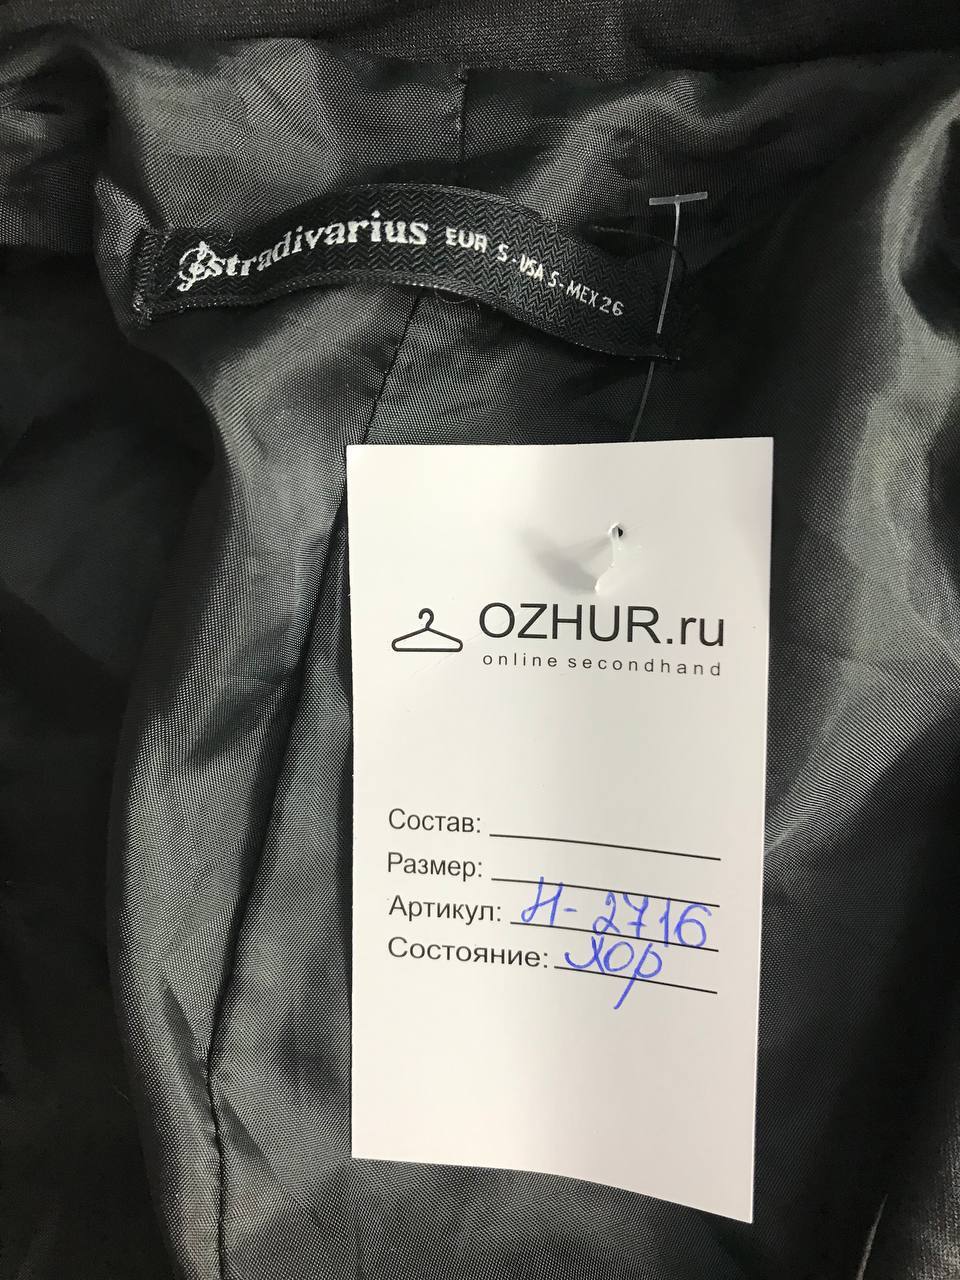 stradivarius EUR S-USA S-MEX 26
OZHUR.ru
online secondhand
Состав:
Размер:
Артикул: Н-2716
Состояние: хор